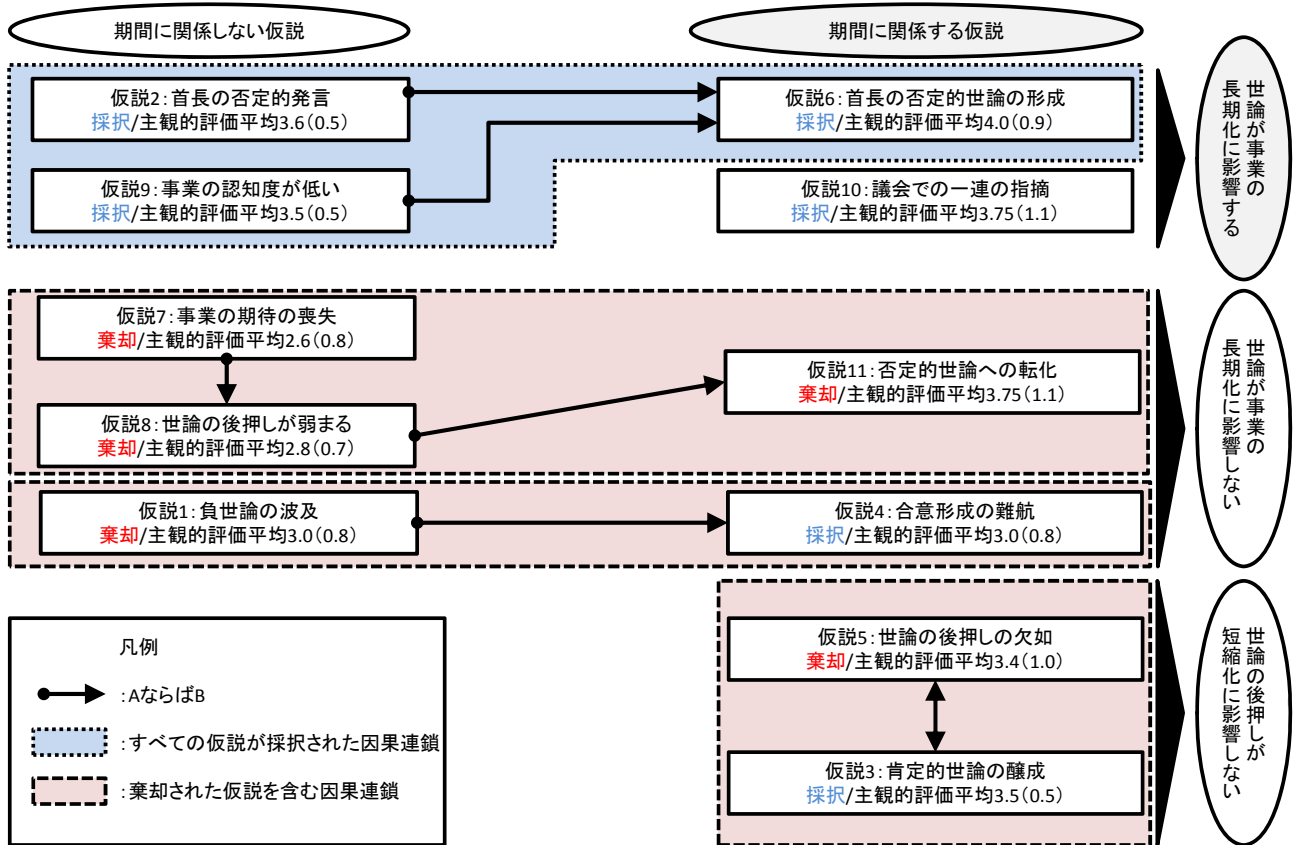 期間に関係しない仮説
期間に関係する仮説
仮説2:首長の否定的発言
採択/主観的評価平均3.6(0.5)
仮説6:首長の否定的世論の形成
採択/主観的評価平均4.0(0.9)
仮説9:事業の認知度が低い
採択/主観的評価平均3.5(0.5)
仮説10:議会での一連の指摘
採択/主観的評価平均3.75(1.1)
世論が事業の
長期化に影響する
仮説7:事業の期待の喪失
棄却/主観的評価平均2.6(0.8)
仮説8:世論の後押しが弱まる
棄却/主観的評価平均2.8(0.7)
仮説11:否定的世論への転化
棄却/主観的評価平均3.75(1.1)
仮説1:負世論の波及
棄却/主観的評価平均3.0(0.8)
仮説4:合意形成の難航
採択/主観的評価平均3.0(0.8)
世論が事業の
長期化に影響しない
仮説5:世論の後押しの欠如
棄却/主観的評価平均3.4(1.0)
仮説3:肯定的世論の醸成
採択/主観的評価平均3.5(0.5)
世論の後押しが
短縮化に影響しない
凡例
:AならばB
:すべての仮説が採択された因果連鎖
:棄却された仮説を含む因果連鎖